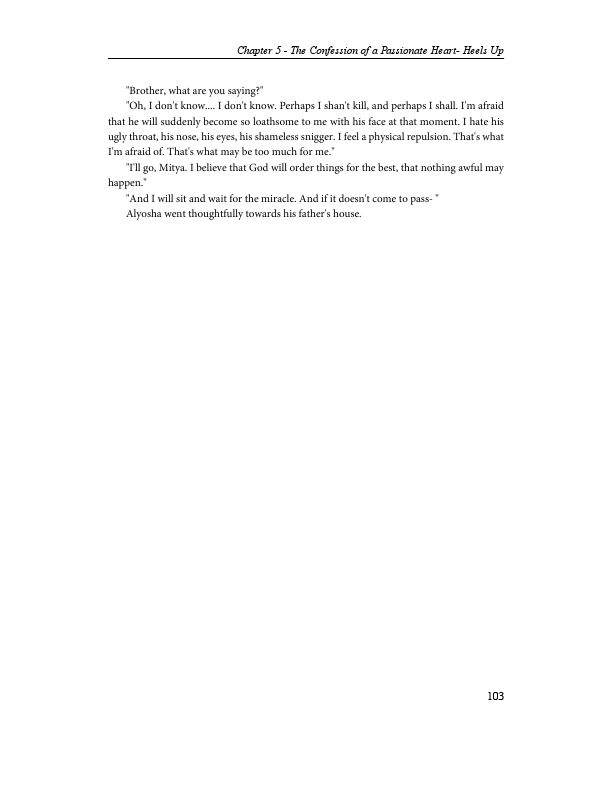 Chapter 5 - The Confession of a Passionate Heart- Heels Up
"Brother, what are you saying?"
"Oh, I don't know.... I don't know. Perhaps I shan't kill, and perhaps I shall. I'm afraid
that he will suddenly become so loathsome to me with his face at that moment. I hate his
ugly throat, his nose, his eyes, his shameless snigger. I feel a physical repulsion. That's what
I'm afraid of. That's what may be too much for me."
"I'll go, Mitya. I believe that God will order things for the best, that nothing awful may
happen."
"And I will sit and wait for the miracle. And if it doesn't come to pass- "
Alyosha went thoughtfully towards his father's house.
103